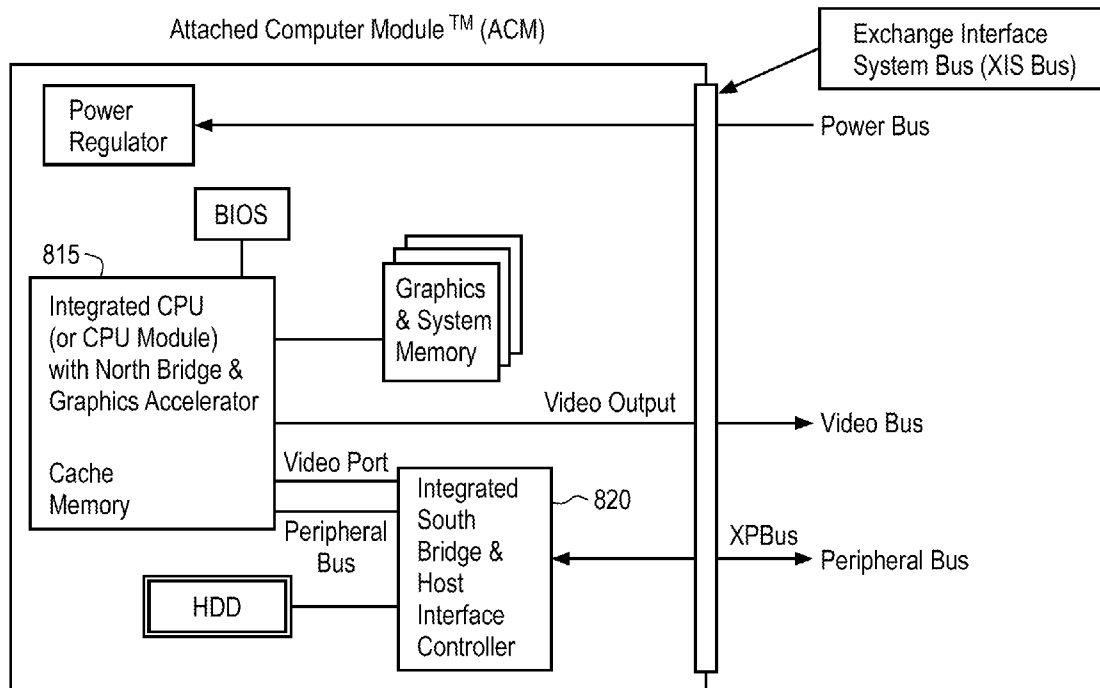 Attached Computer Module™ (ACM)
Exchange Interface
System Bus (XIS Bus)
Power
Regulator
Power Bus
BIOS
815
Integrated CPU
(or CPU Module)
with North Bridge &
Graphics Accelerator
Cache
Memory
Graphics
& System
Memory
Video Output
Video Bus
Video Port
Peripheral
Bus
Integrated
South
Bridge &
Host
Interface
Controller
820
XPBus
Peripheral Bus
HDD